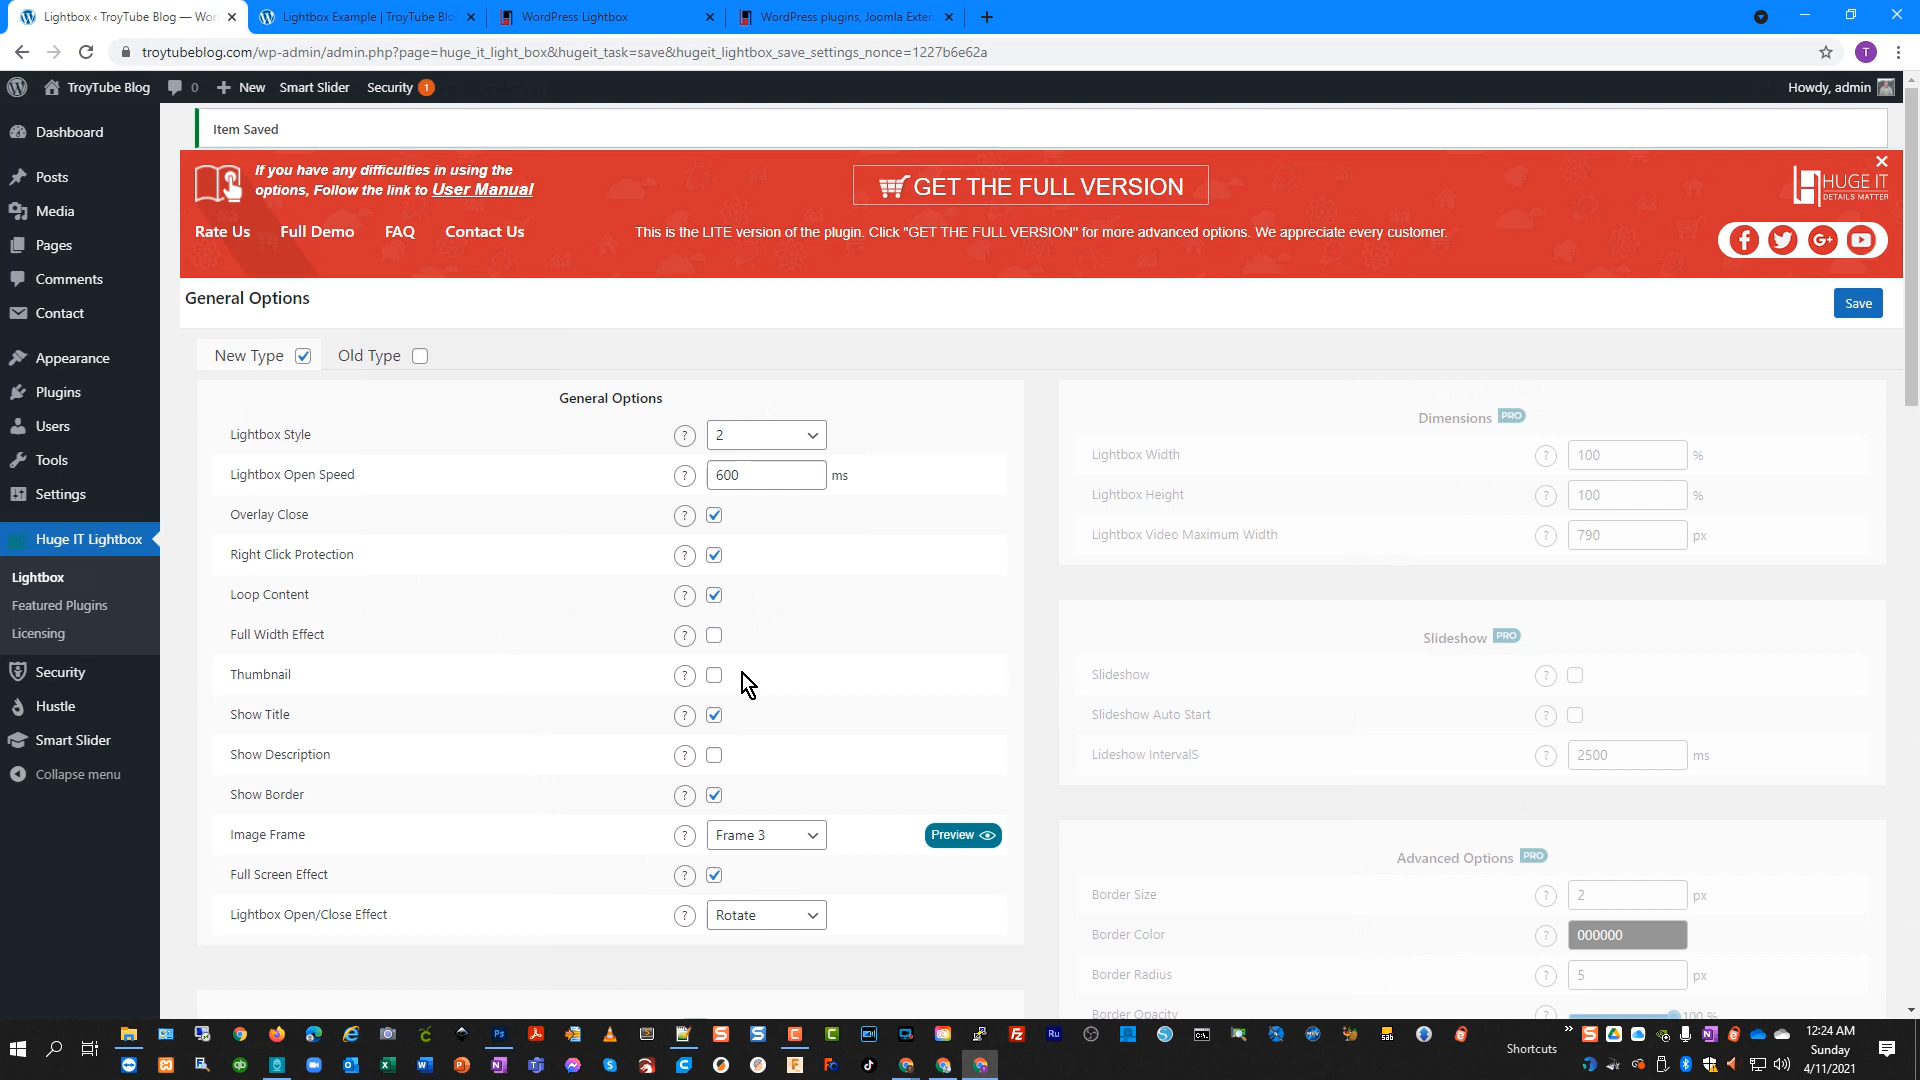 Lightbox ‹ TroyTube Blog — Wor
Lightbox Example | TroyTube Blo
WordPress Lightbox
WordPress plugins, Joomla Exter
troytubeblog.com/wp-admin/admin.php?page=huge_it_light_box&hugeit_task=save&hugeit_lightbox_save_settings_nonce=1227b6e62a
T
TroyTube Blog
0
New
Smart Slider
Security 1
Howdy, admin
Dashboard
Posts
Media
Pages
Comments
Contact
Appearance
Plugins
Users
Tools
Settings
Huge IT Lightbox
Lightbox
Featured Plugins
Licensing
Security
Hustle
Smart Slider
Collapse menu
Item Saved
If you have any difficulties in using the
options, Follow the link to User Manual
GET THE FULL VERSION
HUGE IT
DETAILS MATTER
Rate Us
Full Demo
FAQ
Contact Us
This is the LITE version of the plugin. Click "GET THE FULL VERSION" for more advanced options. We appreciate every customer.
General Options
Save
New Type
Old Type
General Options
Lightbox Style ? 2
Lightbox Open Speed ? 600 ms
Overlay Close ?
Right Click Protection ?
Loop Content ?
Full Width Effect ?
Thumbnail ?
Show Title ?
Show Description ?
Show Border ?
Image Frame ? Frame 3 Preview
Full Screen Effect ?
Lightbox Open/Close Effect ? Rotate
Dimensions PRO
Lightbox Width ? 100 %
Lightbox Height ? 100 %
Lightbox Video Maximum Width ? 790 px
Slideshow PRO
Slideshow ?
Slideshow Auto Start ?
Lideshow IntervalS ? 2500 ms
Advanced Options PRO
Border Size ? 2 px
Border Color ? 000000
Border Radius ? 5 px
Border Opacity ? 100 %
Shortcuts
12:24 AM
Sunday
4/11/2021